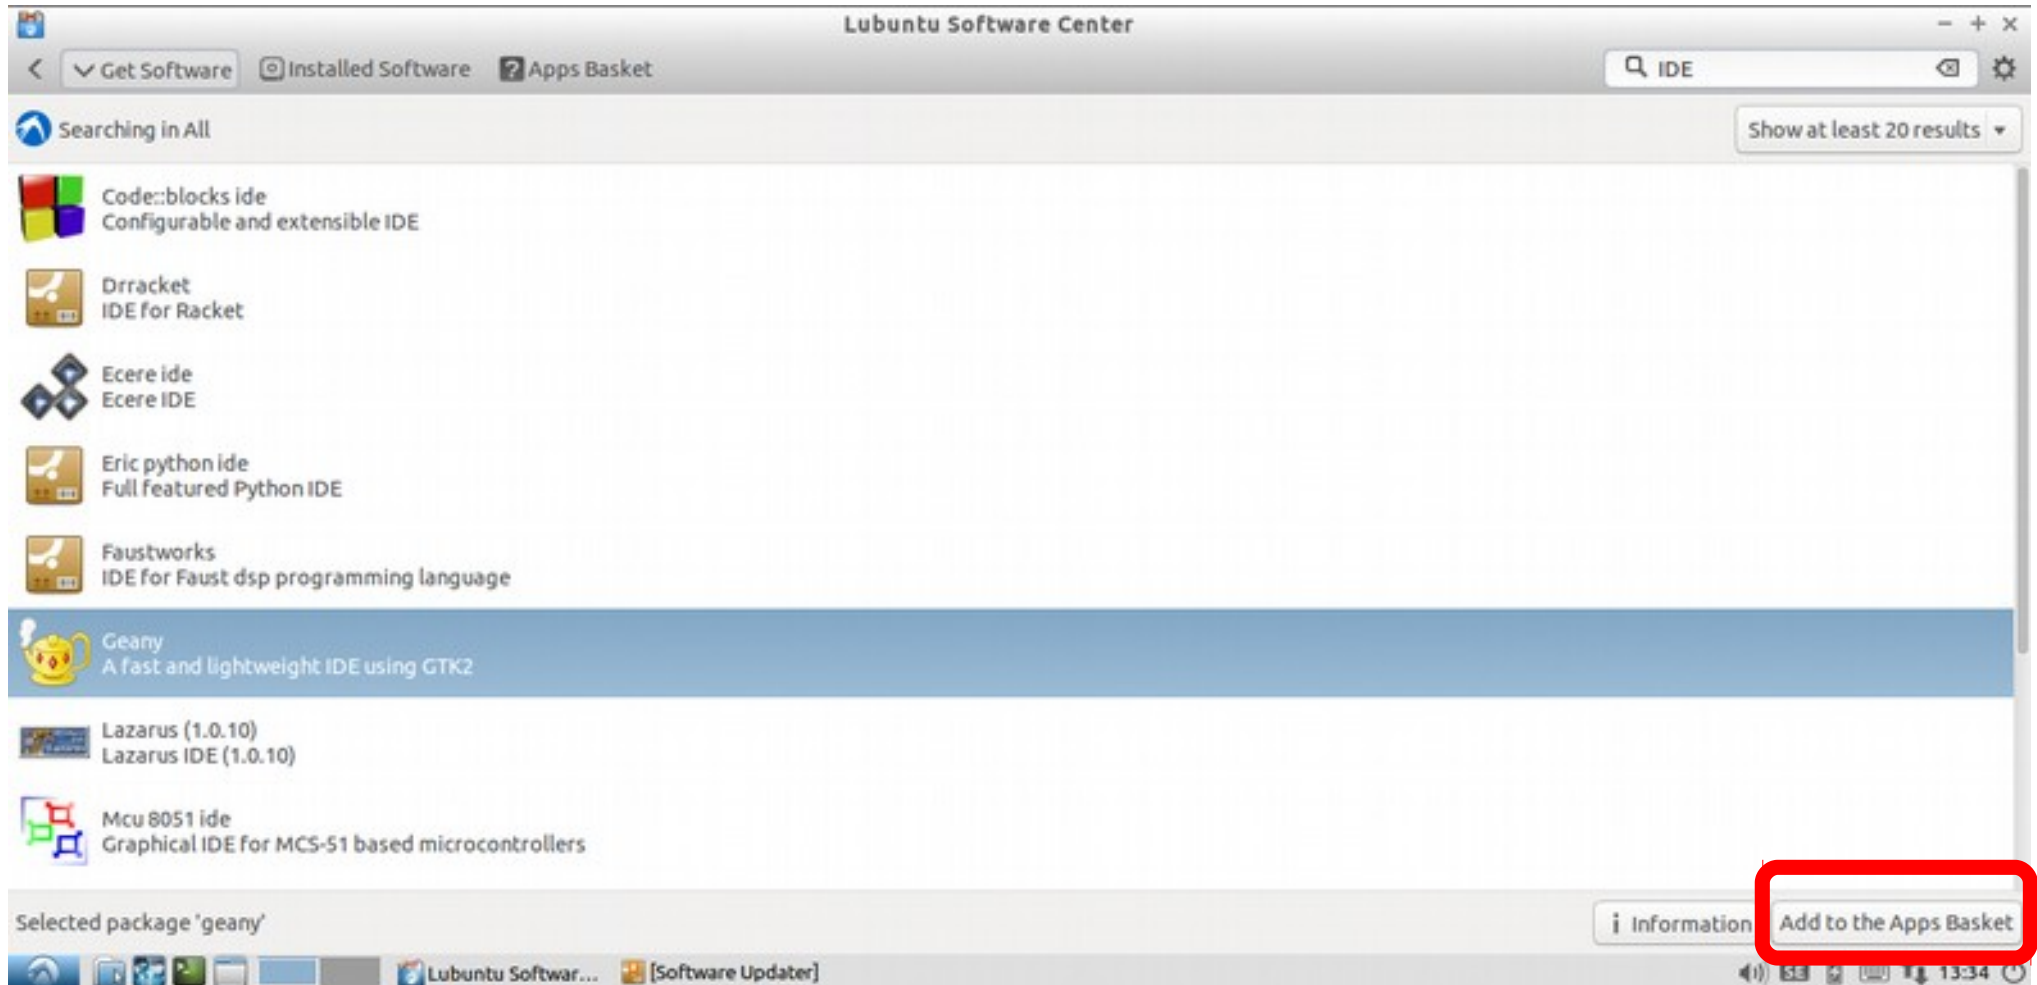 Lubuntu Software Center
Get Software Installed Software Apps Basket IDE
Searching in All Show at least 20 results
Code::blocks ide
Configurable and extensible IDE
Drracket
IDE for Racket
Ecere ide
Ecere IDE
Eric python ide
Full featured Python IDE
Faustworks
IDE for Faust dsp programming language
Geany
A fast and lightweight IDE using GTK2
Lazarus (1.0.10)
Lazarus IDE (1.0.10)
Mcu 8051 ide
Graphical IDE for MCS-51 based microcontrollers
Selected package 'geany' i Information Add to the Apps Basket
Lubuntu Softwar... [Software Updater] SE 13:34